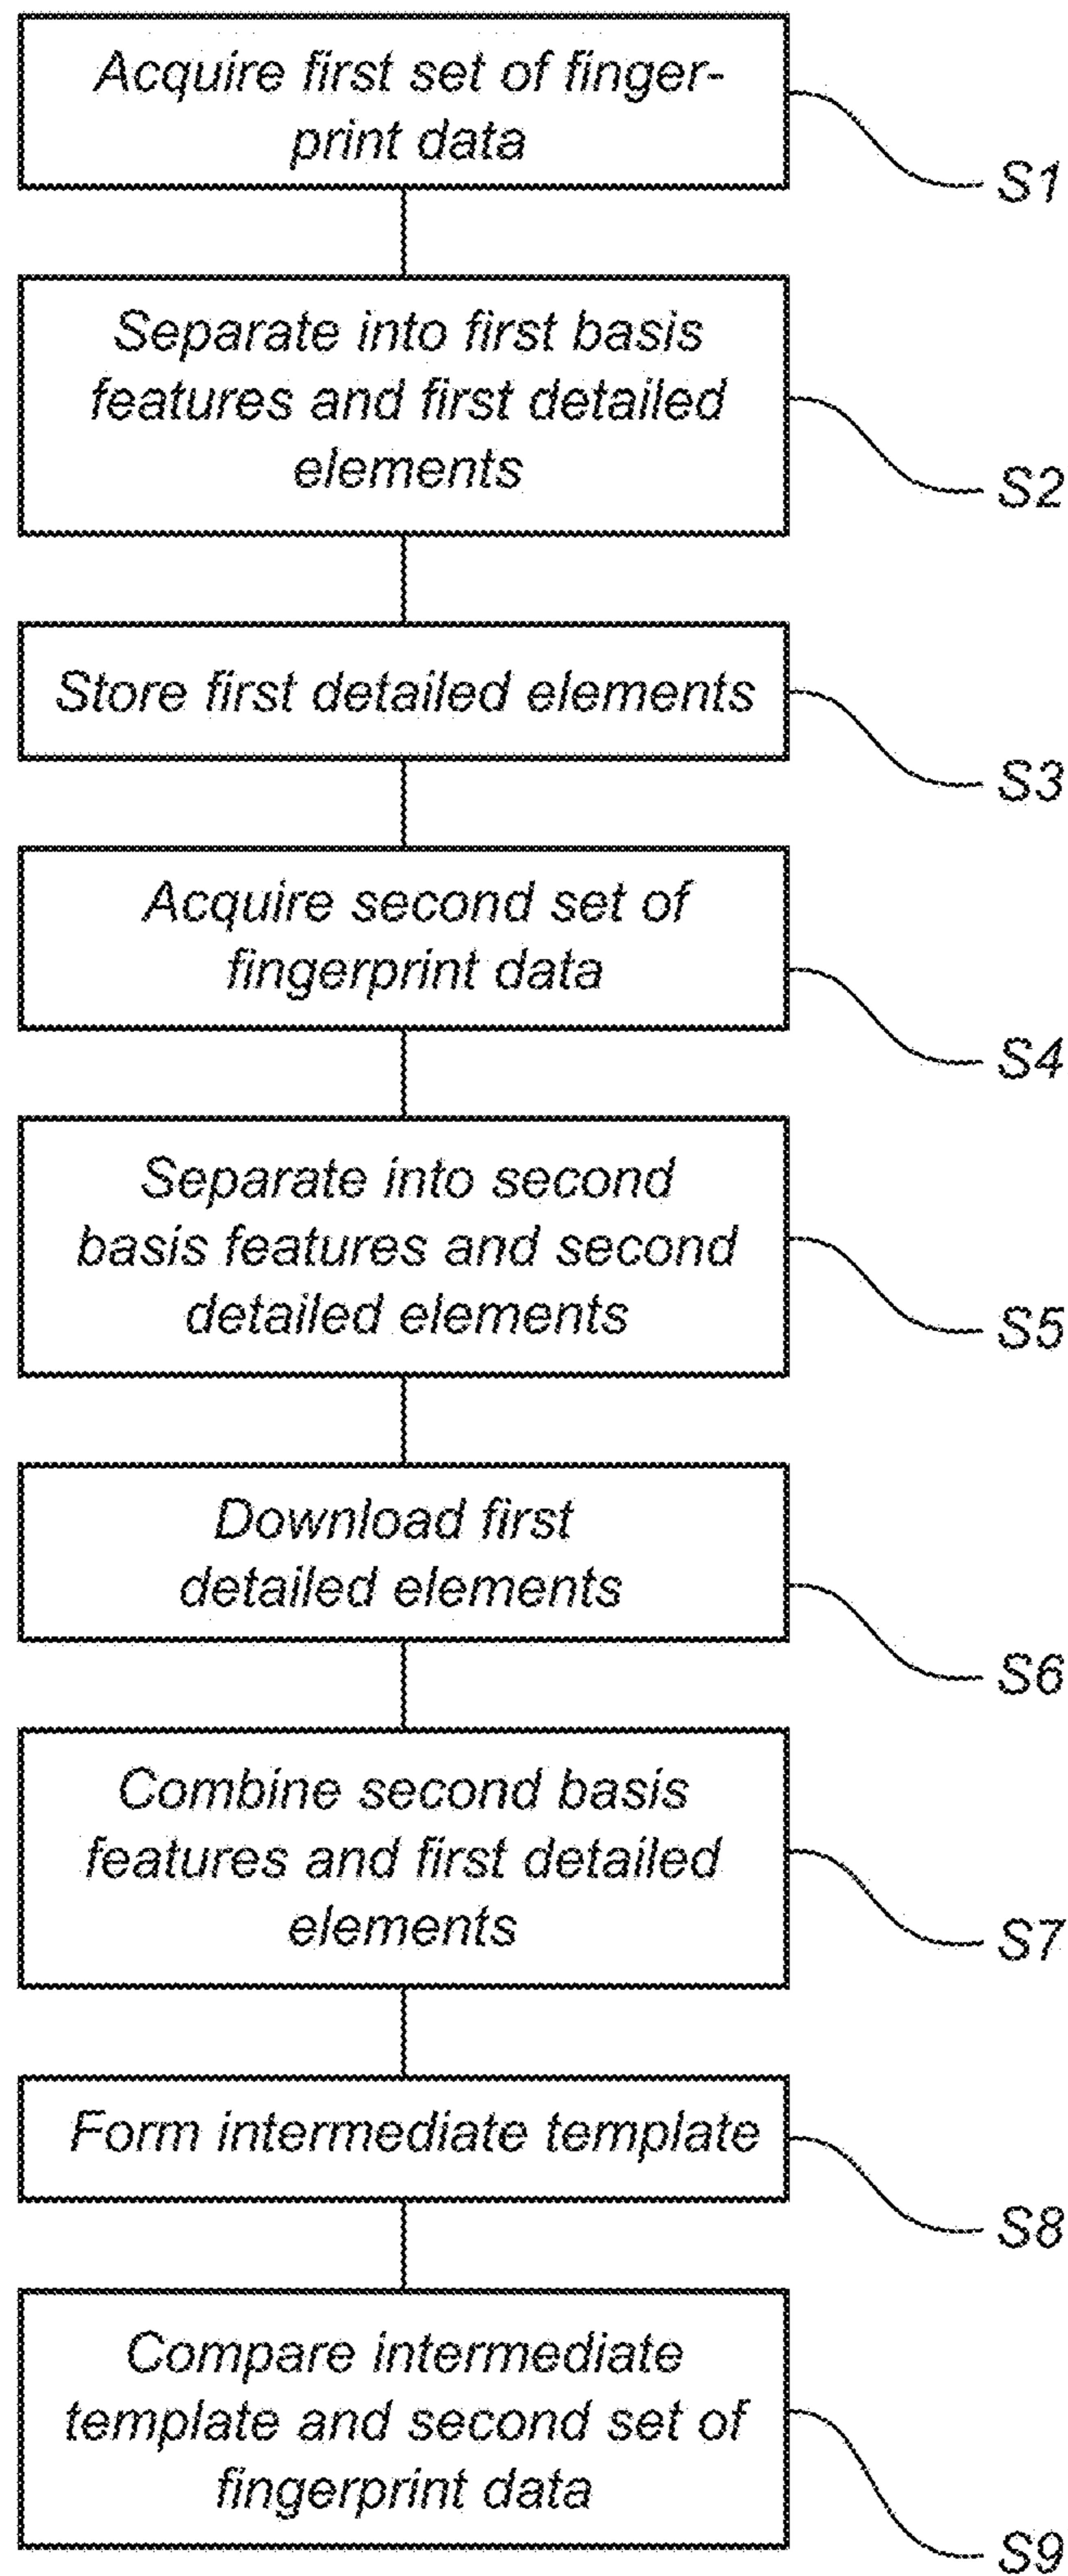 Acquire first set of finger-
print data
S1
Separate into first basis
features and first detailed
elements
S2
Store first detailed elements
S3
Acquire second set of
fingerprint data
S4
Separate into second
basis features and second
detailed elements
S5
Download first
detailed elements
S6
Combine second basis
features and first detailed
elements
S7
Form intermediate template
S8
Compare intermediate
template and second set of
fingerprint data
S9